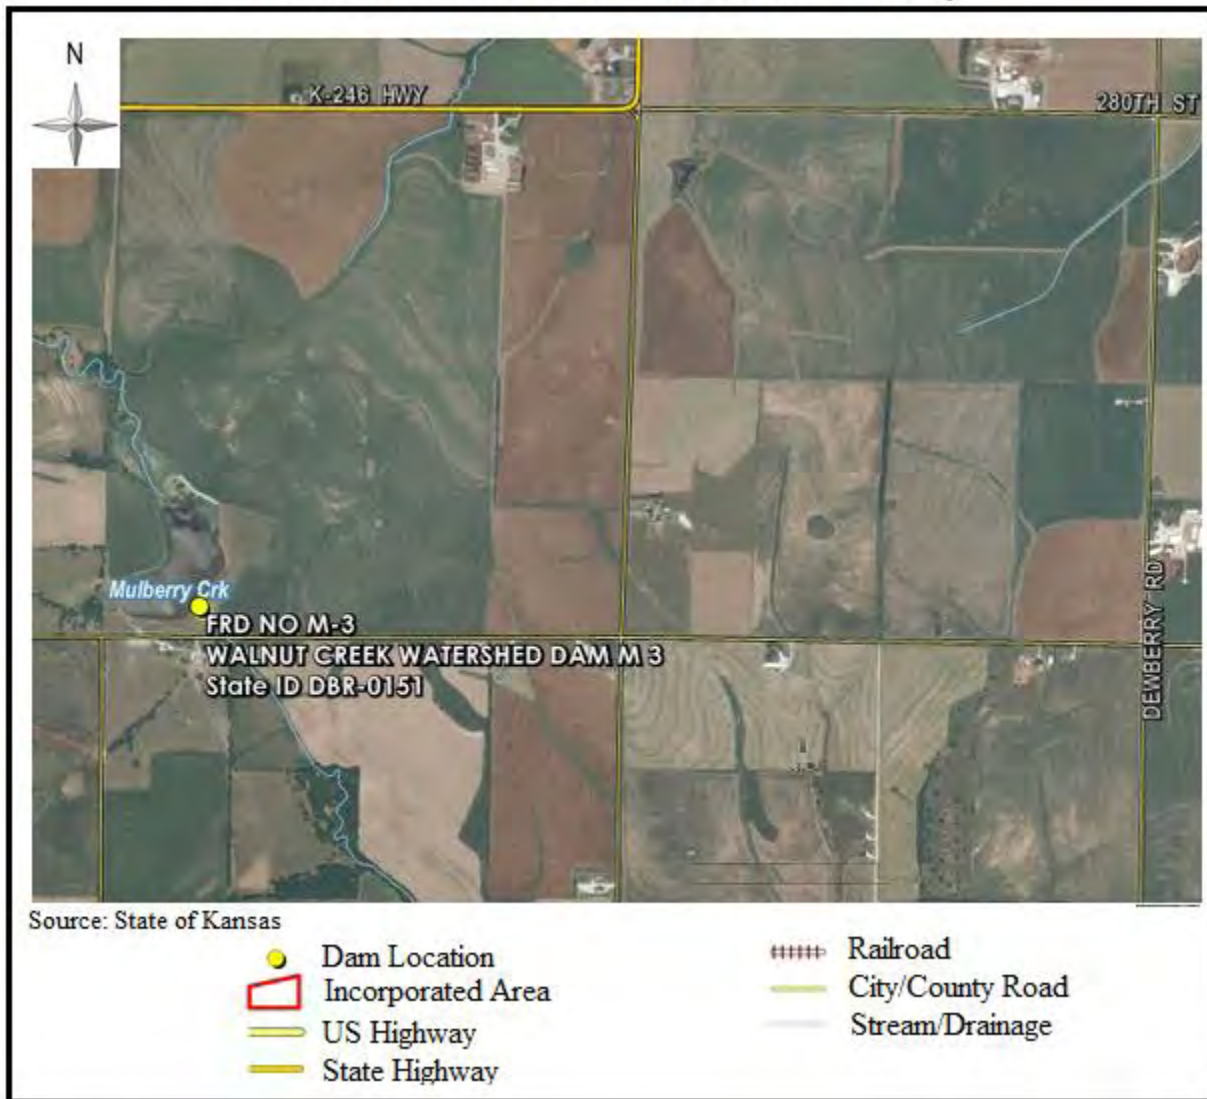 N
K-246 HWY
280TH ST
Mulberry Crk
FRD NO M-3
WALNUT CREEK WATERSHED DAM M 3
State ID DBR-0151
DEWBERRY RD
Source: State of Kansas
Dam Location
Incorporated Area
US Highway
State Highway
Railroad
City/County Road
Stream/Drainage